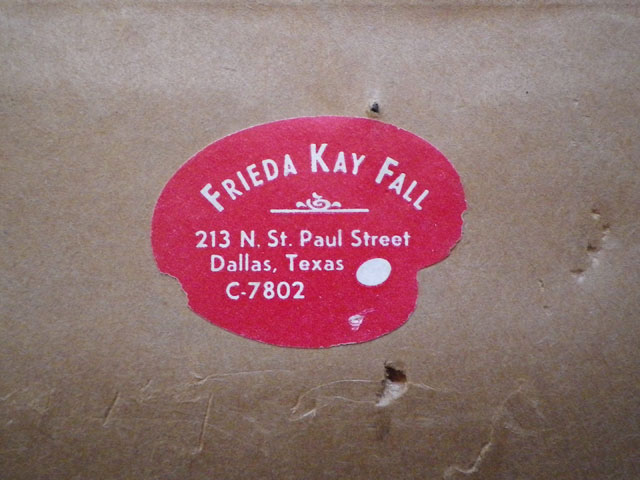 FRIEDA KAY FALL
213 N. St. Paul Street
Dallas, Texas
C-7802